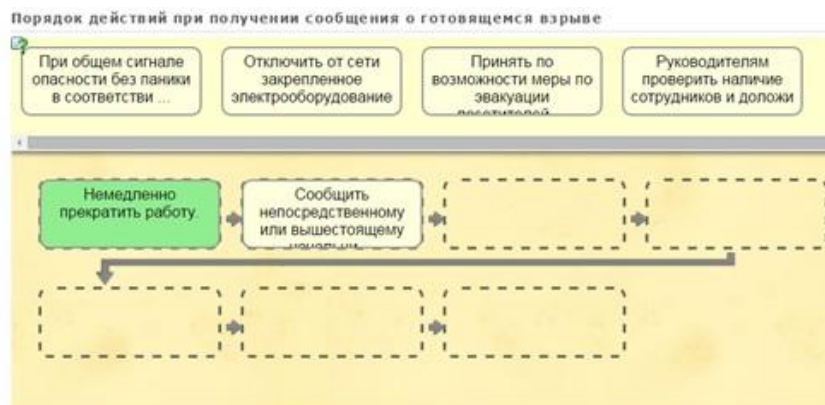 Порядок действий при получении сообщения о готовящемся взрыве
При общем сигнале
опасности без паники
в соответстви ...
Отключить от сети
закрепленное
электрооборудование
Принять по
возможности меры по
эвакуации
посетителей
Руководителям
проверить наличие
сотрудников и доложи
Немедленно
прекратить работу.
Сообщить
непосредственному
или вышестоящему